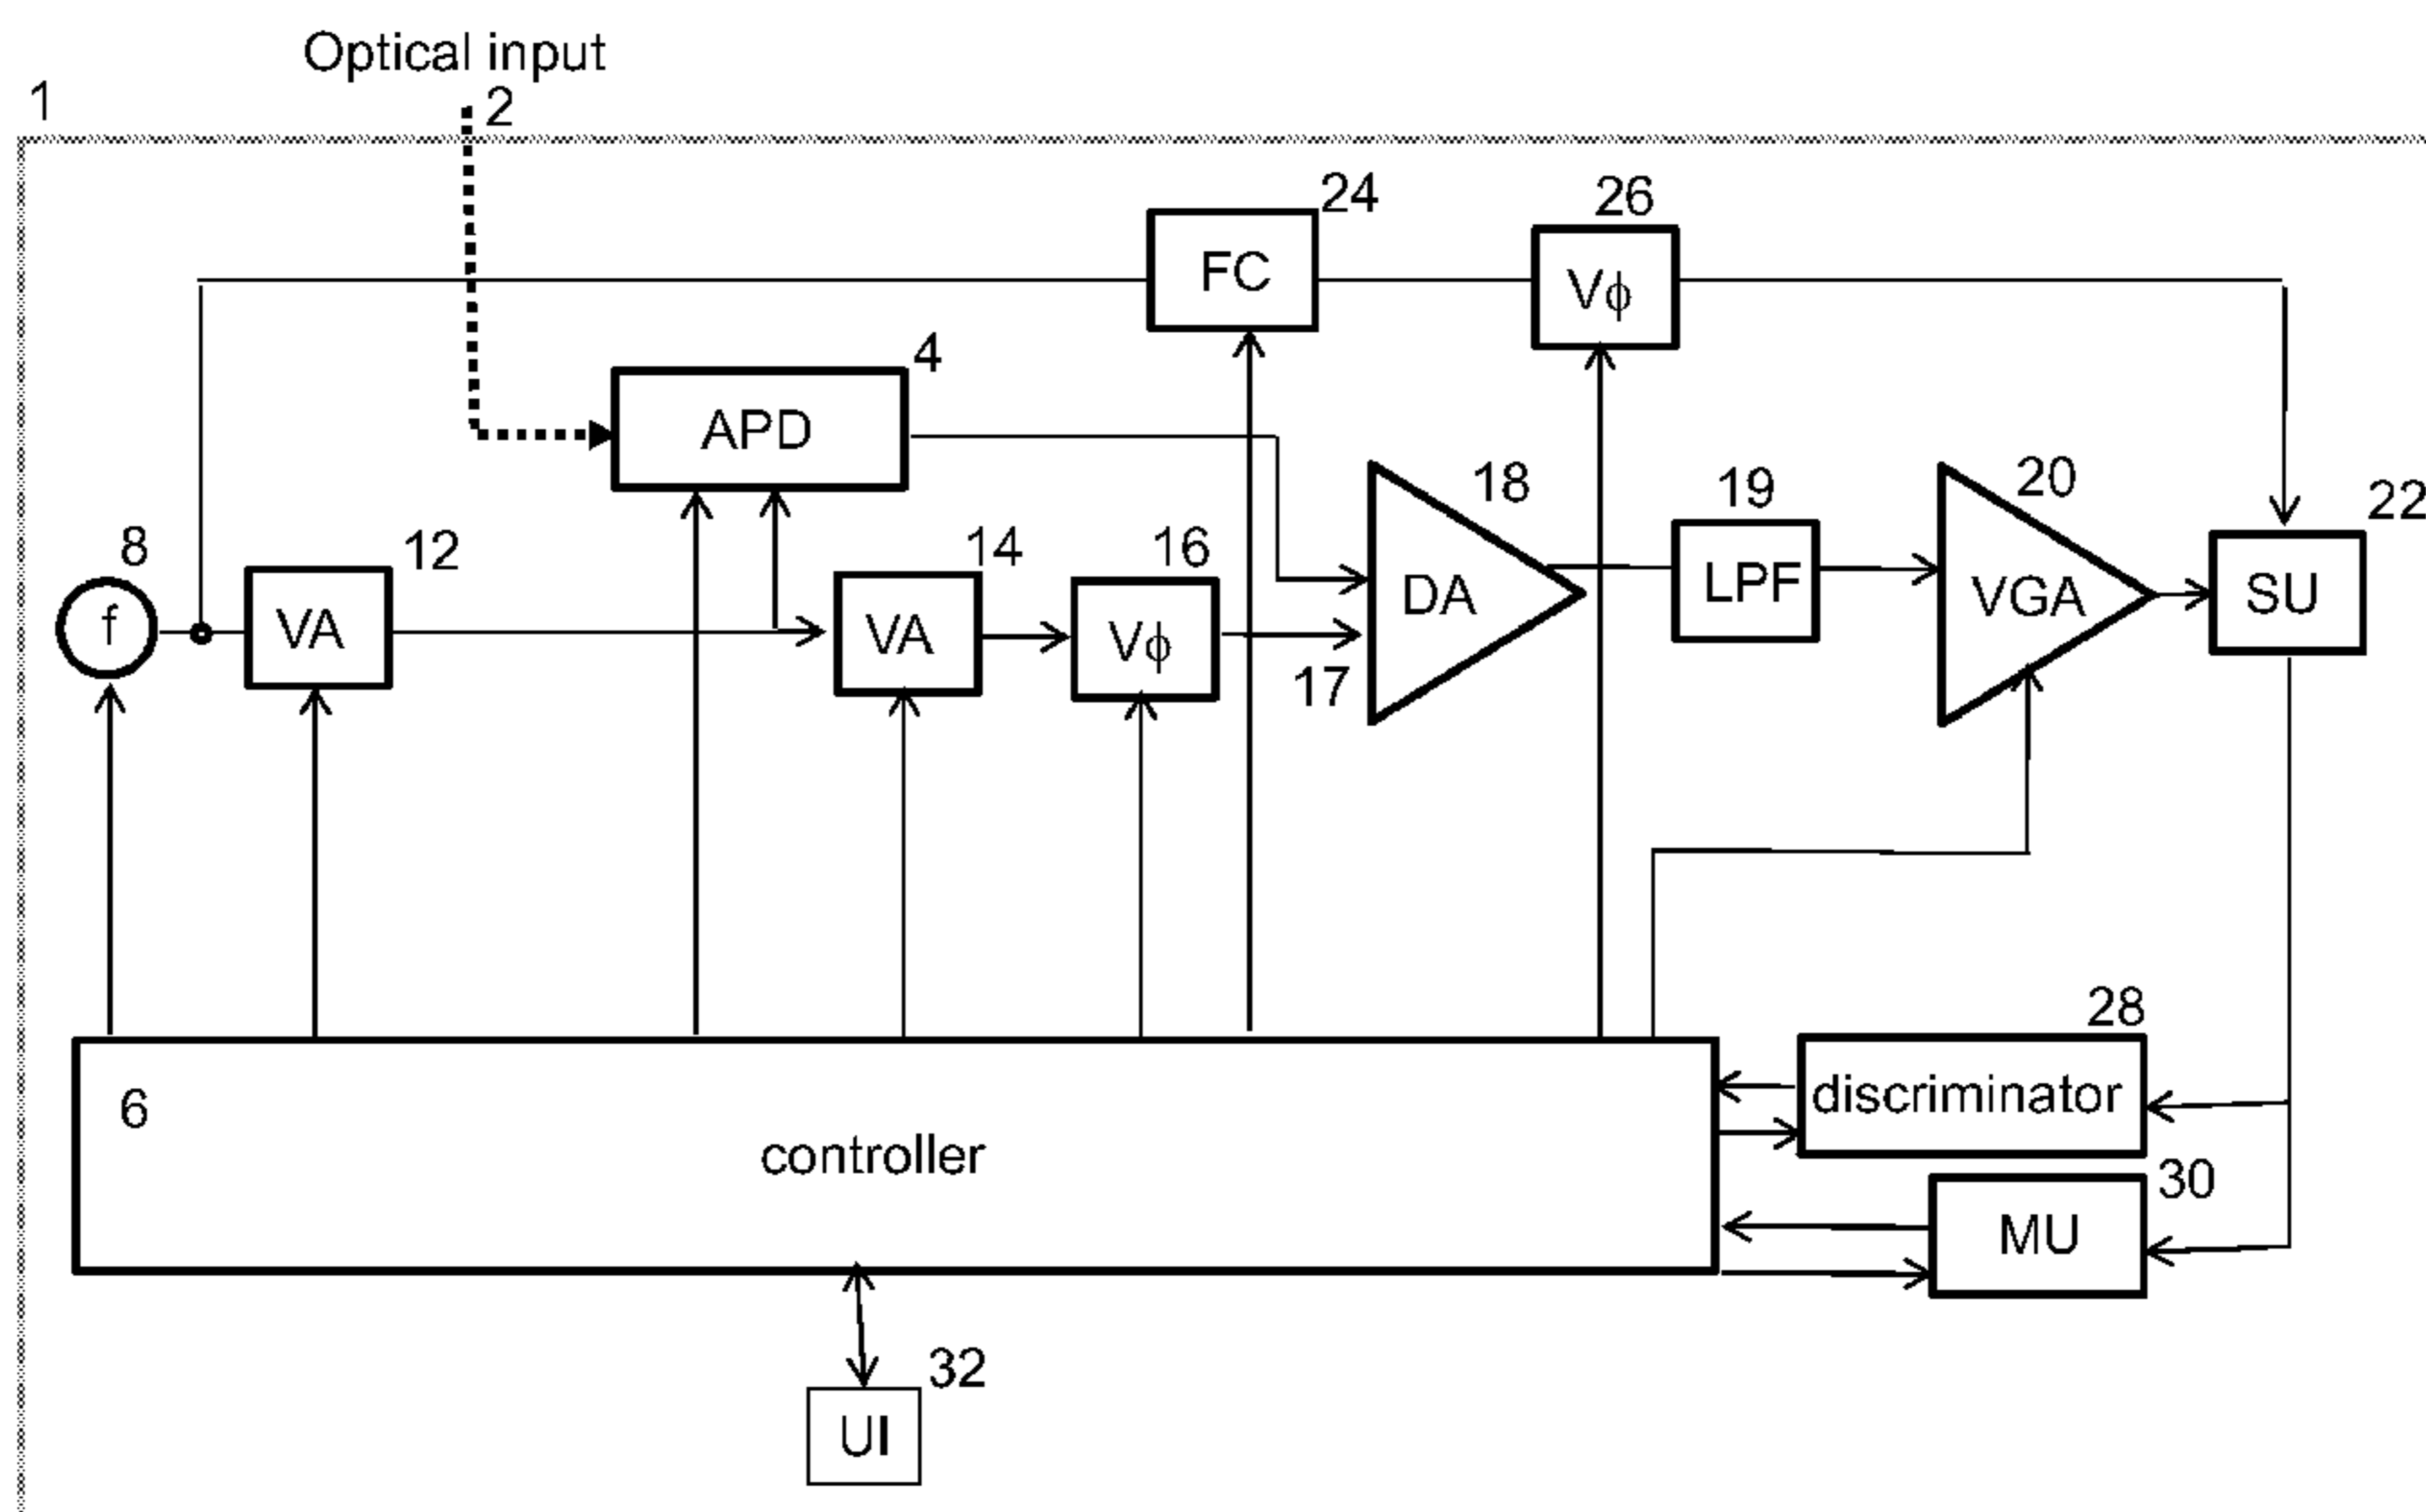 Optical input
1
2
24
26
FC
Vϕ
4
APD
18
19
20
22
8
12
14
16
f
VA
VA
Vϕ
DA
LPF
VGA
SU
17
28
6
discriminator
controller
30
MU
32
UI